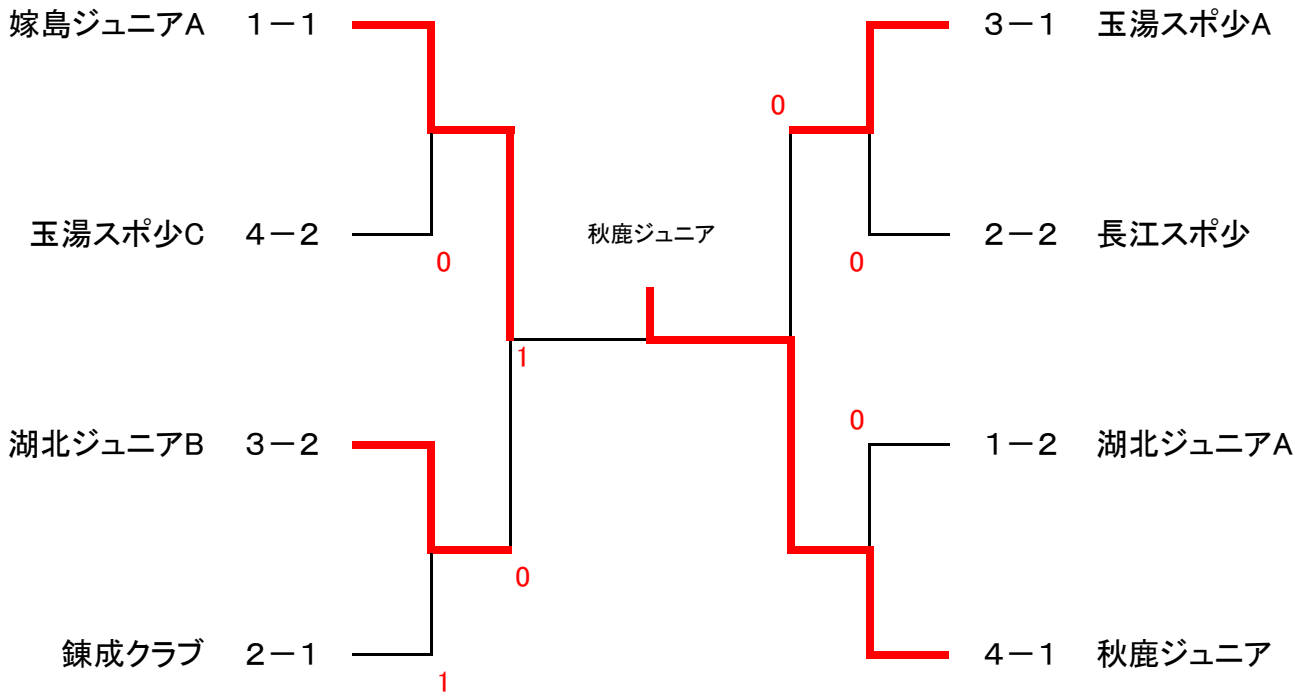 嫁島ジュニアA 1－1
3－1 玉湯スポ少A
0
玉湯スポ少C 4－2
秋鹿ジュニア
2－2 長江スポ少
0
0
1
0
湖北ジュニアB 3－2
1－2 湖北ジュニアA
0
錬成クラブ 2－1
4－1 秋鹿ジュニア
1